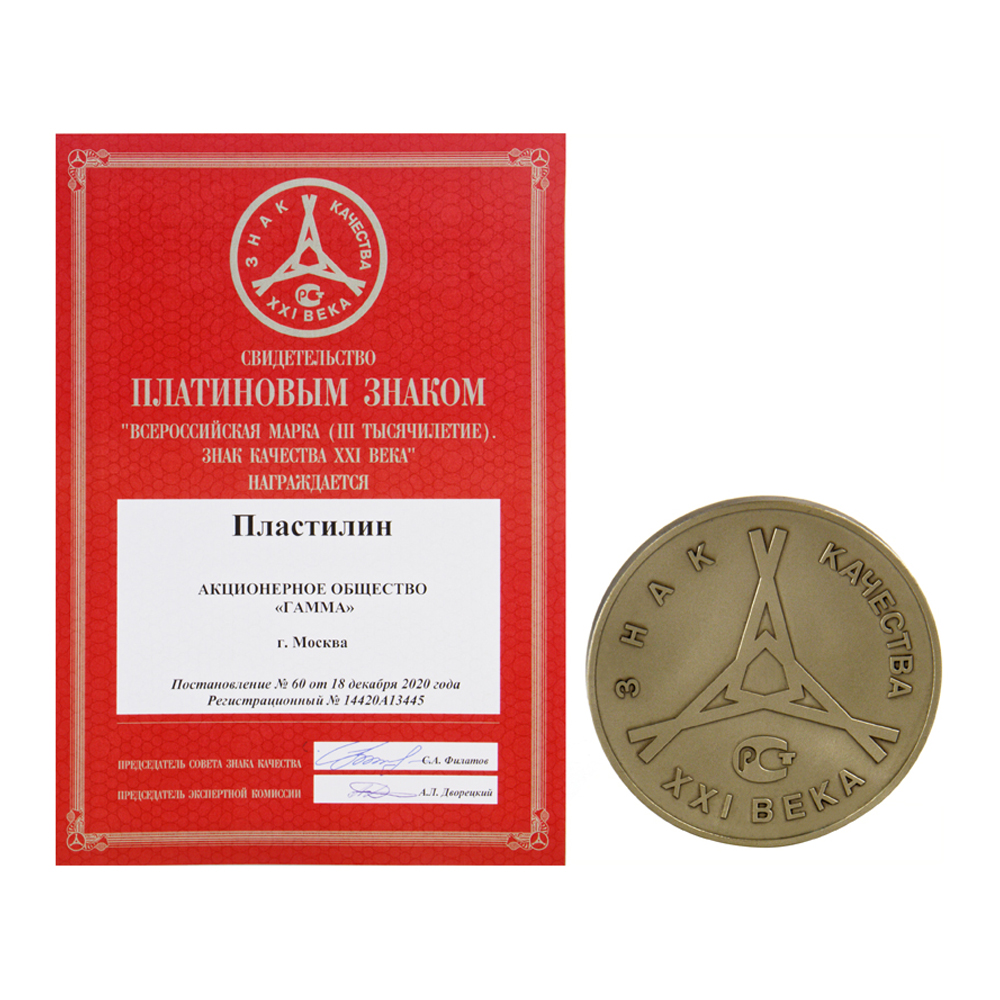 ЗНАК КАЧЕСТВА
XXI ВЕКА
РСТ
СВИДЕТЕЛЬСТВО
ПЛАТИНОВЫМ ЗНАКОМ
"ВСЕРОССИЙСКАЯ МАРКА (III ТЫСЯЧИЛЕТИЕ).
ЗНАК КАЧЕСТВА XXI ВЕКА"
НАГРАЖДАЕТСЯ
Пластилин
АКЦИОНЕРНОЕ ОБЩЕСТВО
«ГАММА»
г. Москва
Постановление № 60 от 18 декабря 2020 года
Регистрационный № 14420А13445
ПРЕДСЕДАТЕЛЬ СОВЕТА ЗНАКА КАЧЕСТВА С.А. Филатов
ПРЕДСЕДАТЕЛЬ ЭКСПЕРТНОЙ КОМИССИИ А.Л. Дворецкий
ЗНАК КАЧЕСТВА
РСТ
XXI ВЕКА